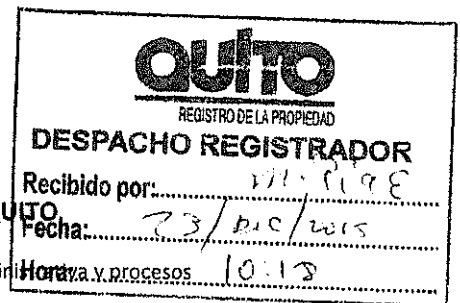 QUITO
REGISTRO DE LA PROPIEDAD
DESPACHO REGISTRADOR
Recibido por:
UITO
Fecha: 23/DIC/2015
Hora: 10:18
va y procesos